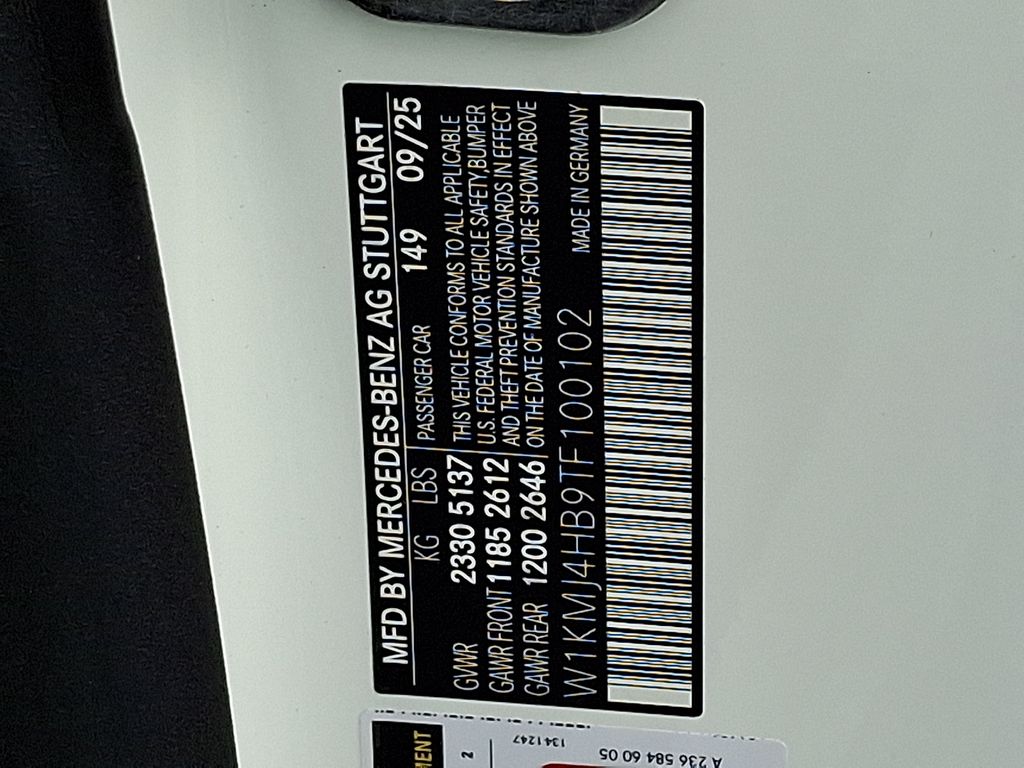 MFD BY MERCEDES-BENZ AG STUTTGART
KG LBS PASSENGER CAR 149 09/25
GVWR 2330 5137 THIS VEHICLE CONFORMS TO ALL APPLICABLE
U.S. FEDERAL MOTOR VEHICLE SAFETY,BUMPER
GAWR FRONT 1185 2612 AND THEFT PREVENTION STANDARDS IN EFFECT
GAWR REAR 1200 2646 ON THE DATE OF MANUFACTURE SHOWN ABOVE
W1KMJ4HB9TF100102 MADE IN GERMANY
2
1341247
A 236 584 60 05